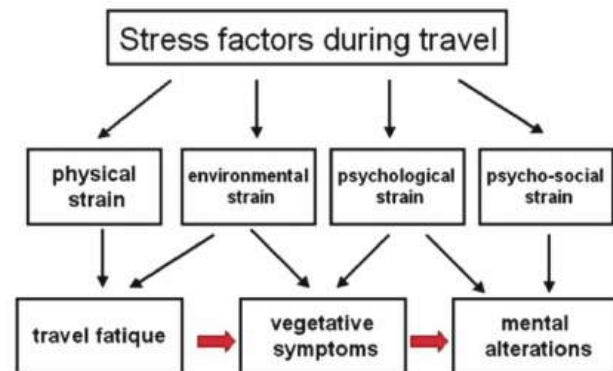 Stress factors during travel
physical
strain
environmental
strain
psychological
strain
psycho-social
strain
travel fatique
vegetative
symptoms
mental
alterations